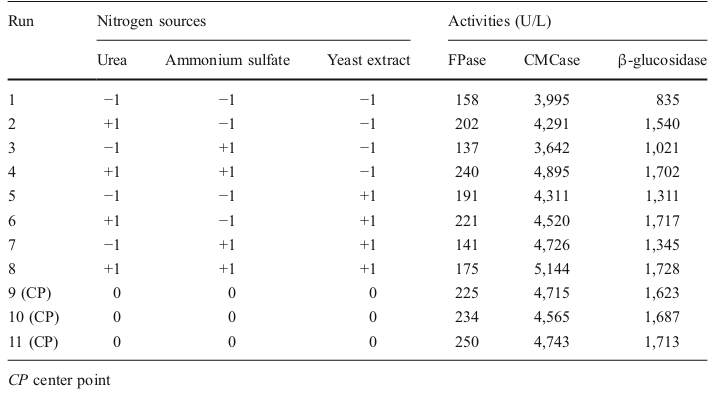 Run Nitrogen sources Activities (U/L)
Urea Ammonium sulfate Yeast extract FPase CMCase β-glucosidase
1 −1 −1 −1 158 3,995 835
2 +1 −1 −1 202 4,291 1,540
3 −1 +1 −1 137 3,642 1,021
4 +1 +1 −1 240 4,895 1,702
5 −1 −1 +1 191 4,311 1,311
6 +1 −1 +1 221 4,520 1,717
7 −1 +1 +1 141 4,726 1,345
8 +1 +1 +1 175 5,144 1,728
9 (CP) 0 0 0 225 4,715 1,623
10 (CP) 0 0 0 234 4,565 1,687
11 (CP) 0 0 0 250 4,743 1,713
CP center point